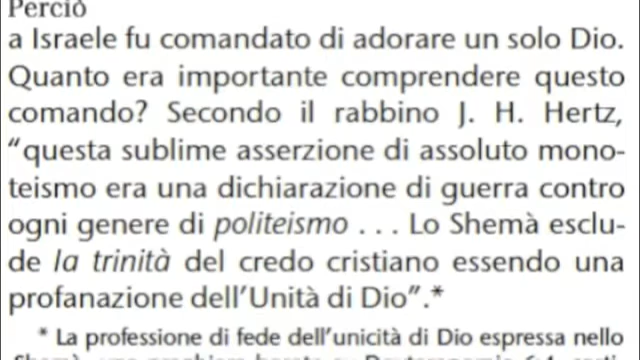 Perciò
a Israele fu comandato di adorare un solo Dio.
Quanto era importante comprendere questo
comando? Secondo il rabbino J. H. Hertz,
“questa sublime asserzione di assoluto mono-
teismo era una dichiarazione di guerra contro
ogni genere di politeismo . . . Lo Shemà esclu-
de la trinità del credo cristiano essendo una
profanazione dell’Unità di Dio”.*
* La professione di fede dell’unicità di Dio espressa nello